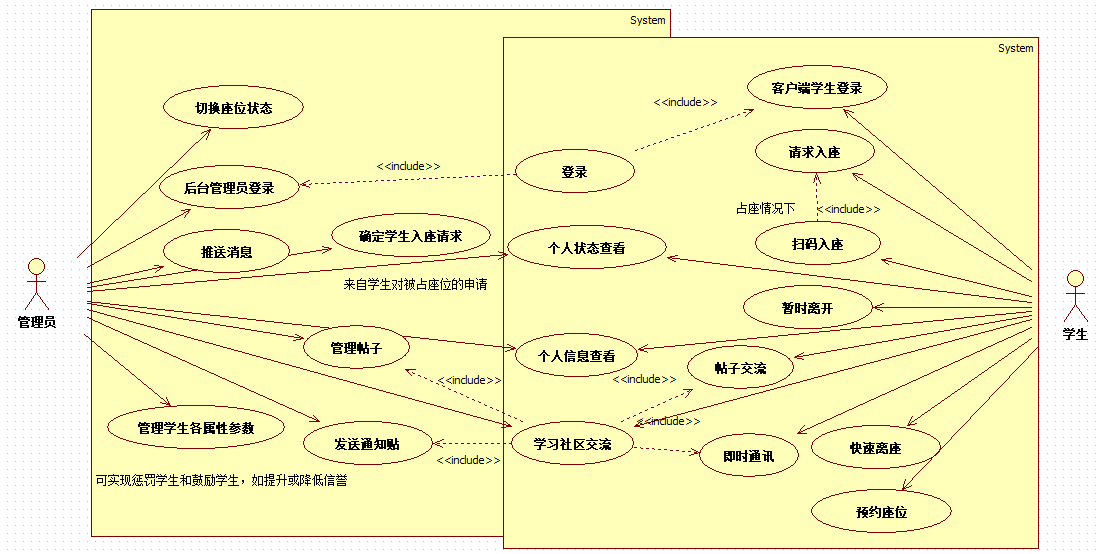 System
System
客户端学生登录
<<include>>
切换座位状态
请求入座
<<include>>
登录
后台管理员登录
占座情况下
<<include>>
确定学生入座请求
扫码入座
推送消息
个人状态查看
来自学生对被占座位的申请
暂时离开
管理员
学生
管理帖子
个人信息查看
帖子交流
<<include>>
<<include>>
<<include>>
管理学生各属性参数
发送通知贴
学习社区交流
快速离座
即时通讯
<<include>>
可实现惩罚学生和鼓励学生，如提升或降低信誉
预约座位